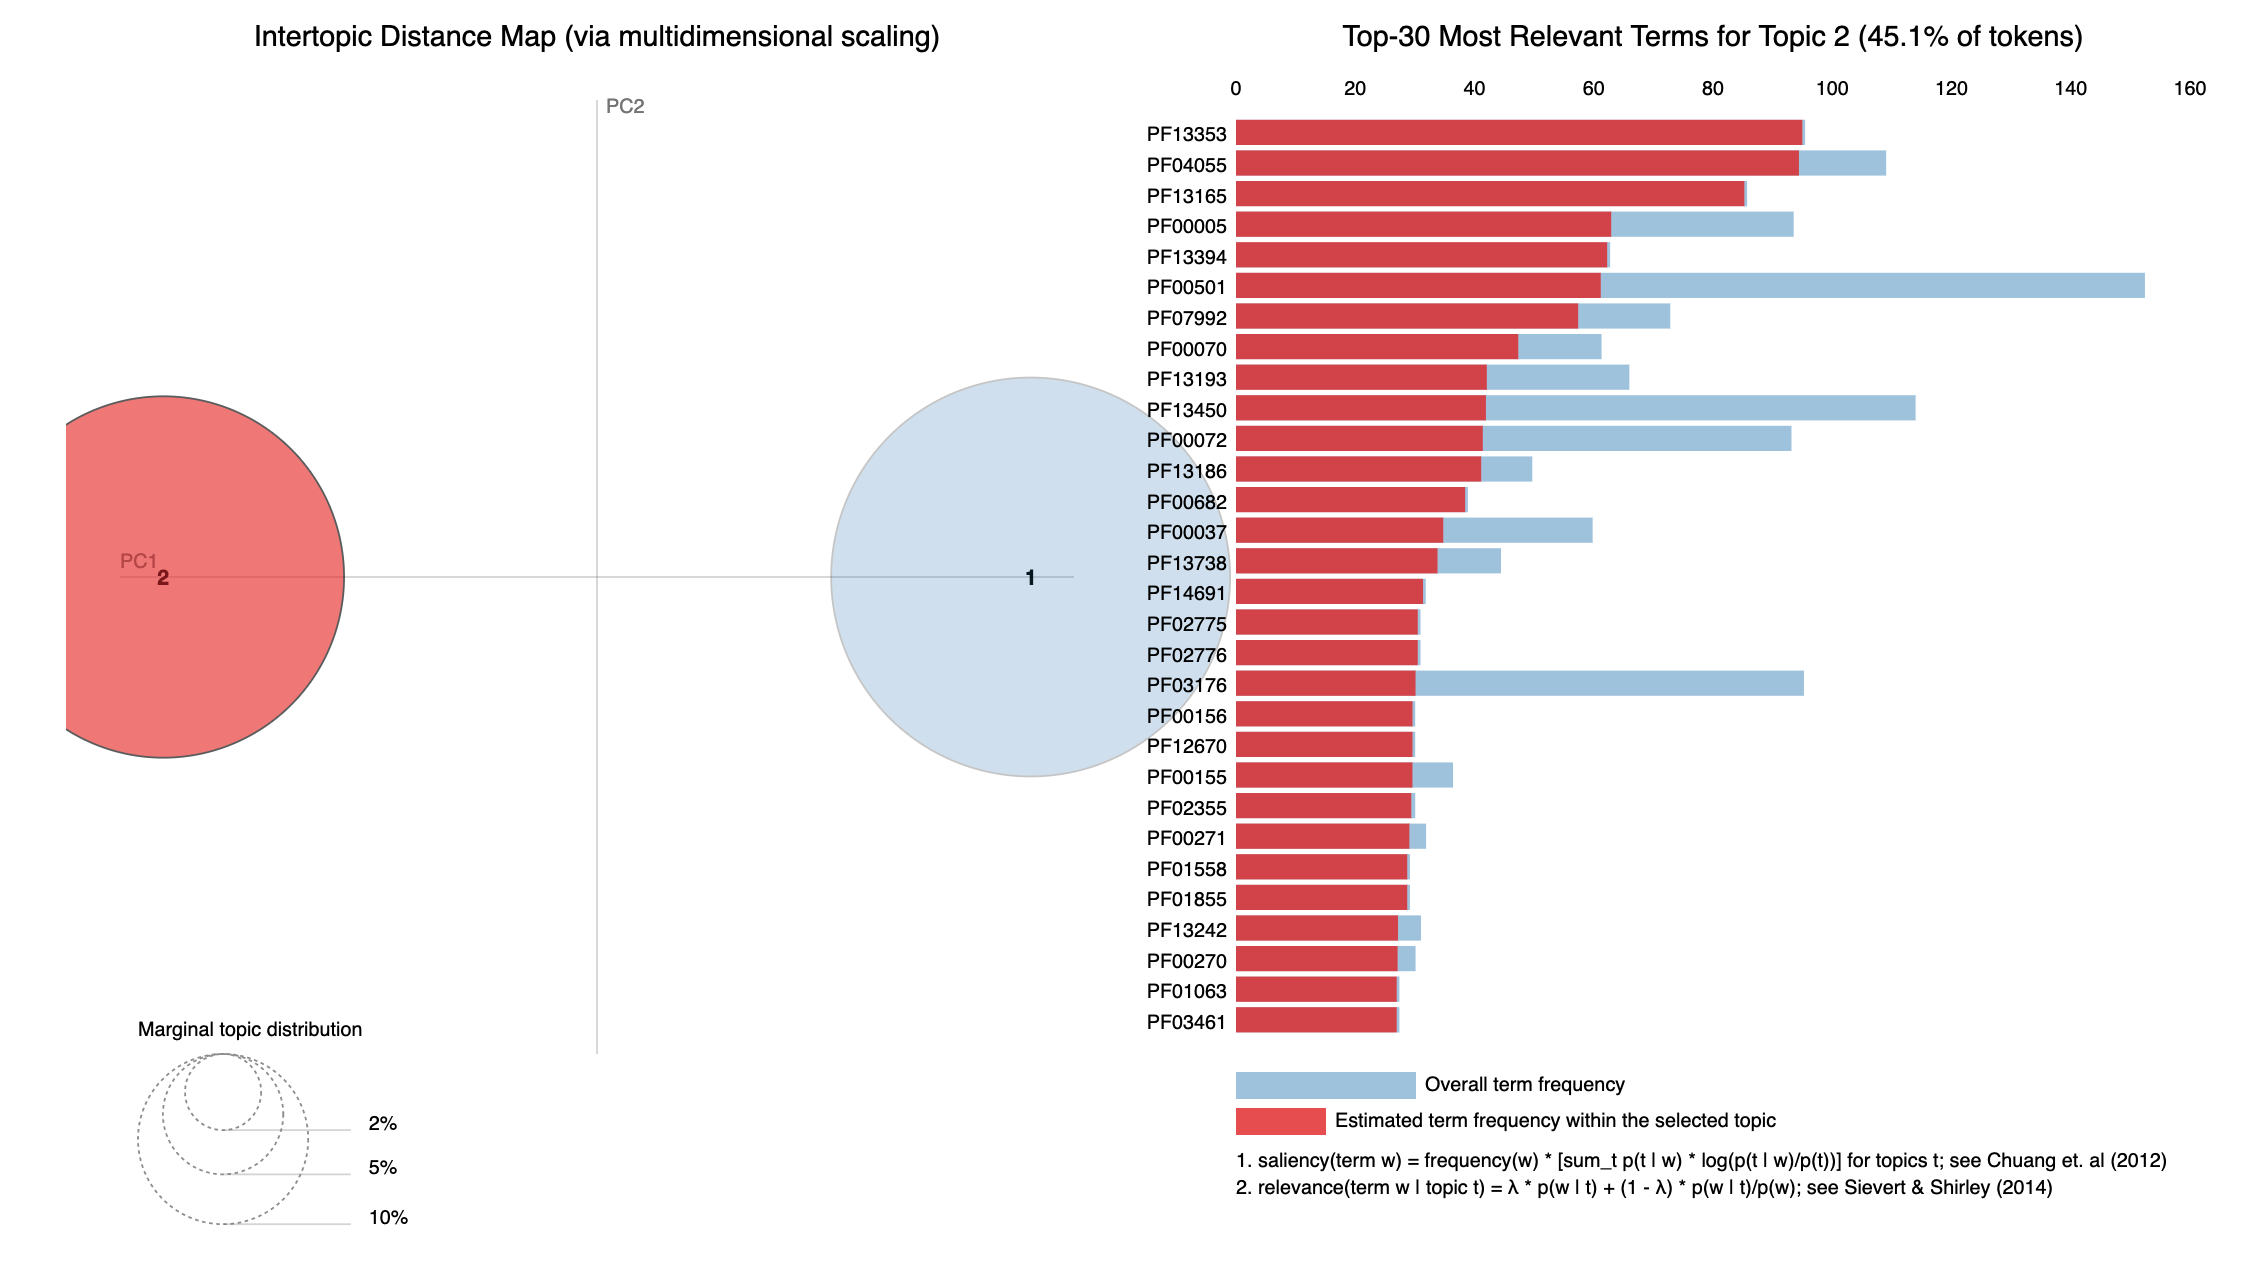 Intertopic Distance Map (via multidimensional scaling)
PC2
PC1
2
1
Marginal topic distribution
2%
5%
10%
Top-30 Most Relevant Terms for Topic 2 (45.1% of tokens)
0 20 40 60 80 100 120 140 160
PF13353
PF04055
PF13165
PF00005
PF13394
PF00501
PF07992
PF00070
PF13193
PF13450
PF00072
PF13186
PF00682
PF00037
PF13738
PF14691
PF02775
PF02776
PF03176
PF00156
PF12670
PF00155
PF02355
PF00271
PF01558
PF01855
PF13242
PF00270
PF01063
PF03461
Overall term frequency
Estimated term frequency within the selected topic
1. saliency(term w) = frequency(w) * [sum_t p(t | w) * log(p(t | w)/p(t))] for topics t; see Chuang et. al (2012)
2. relevance(term w | topic t) = λ * p(w | t) + (1 - λ) * p(w | t)/p(w); see Sievert & Shirley (2014)